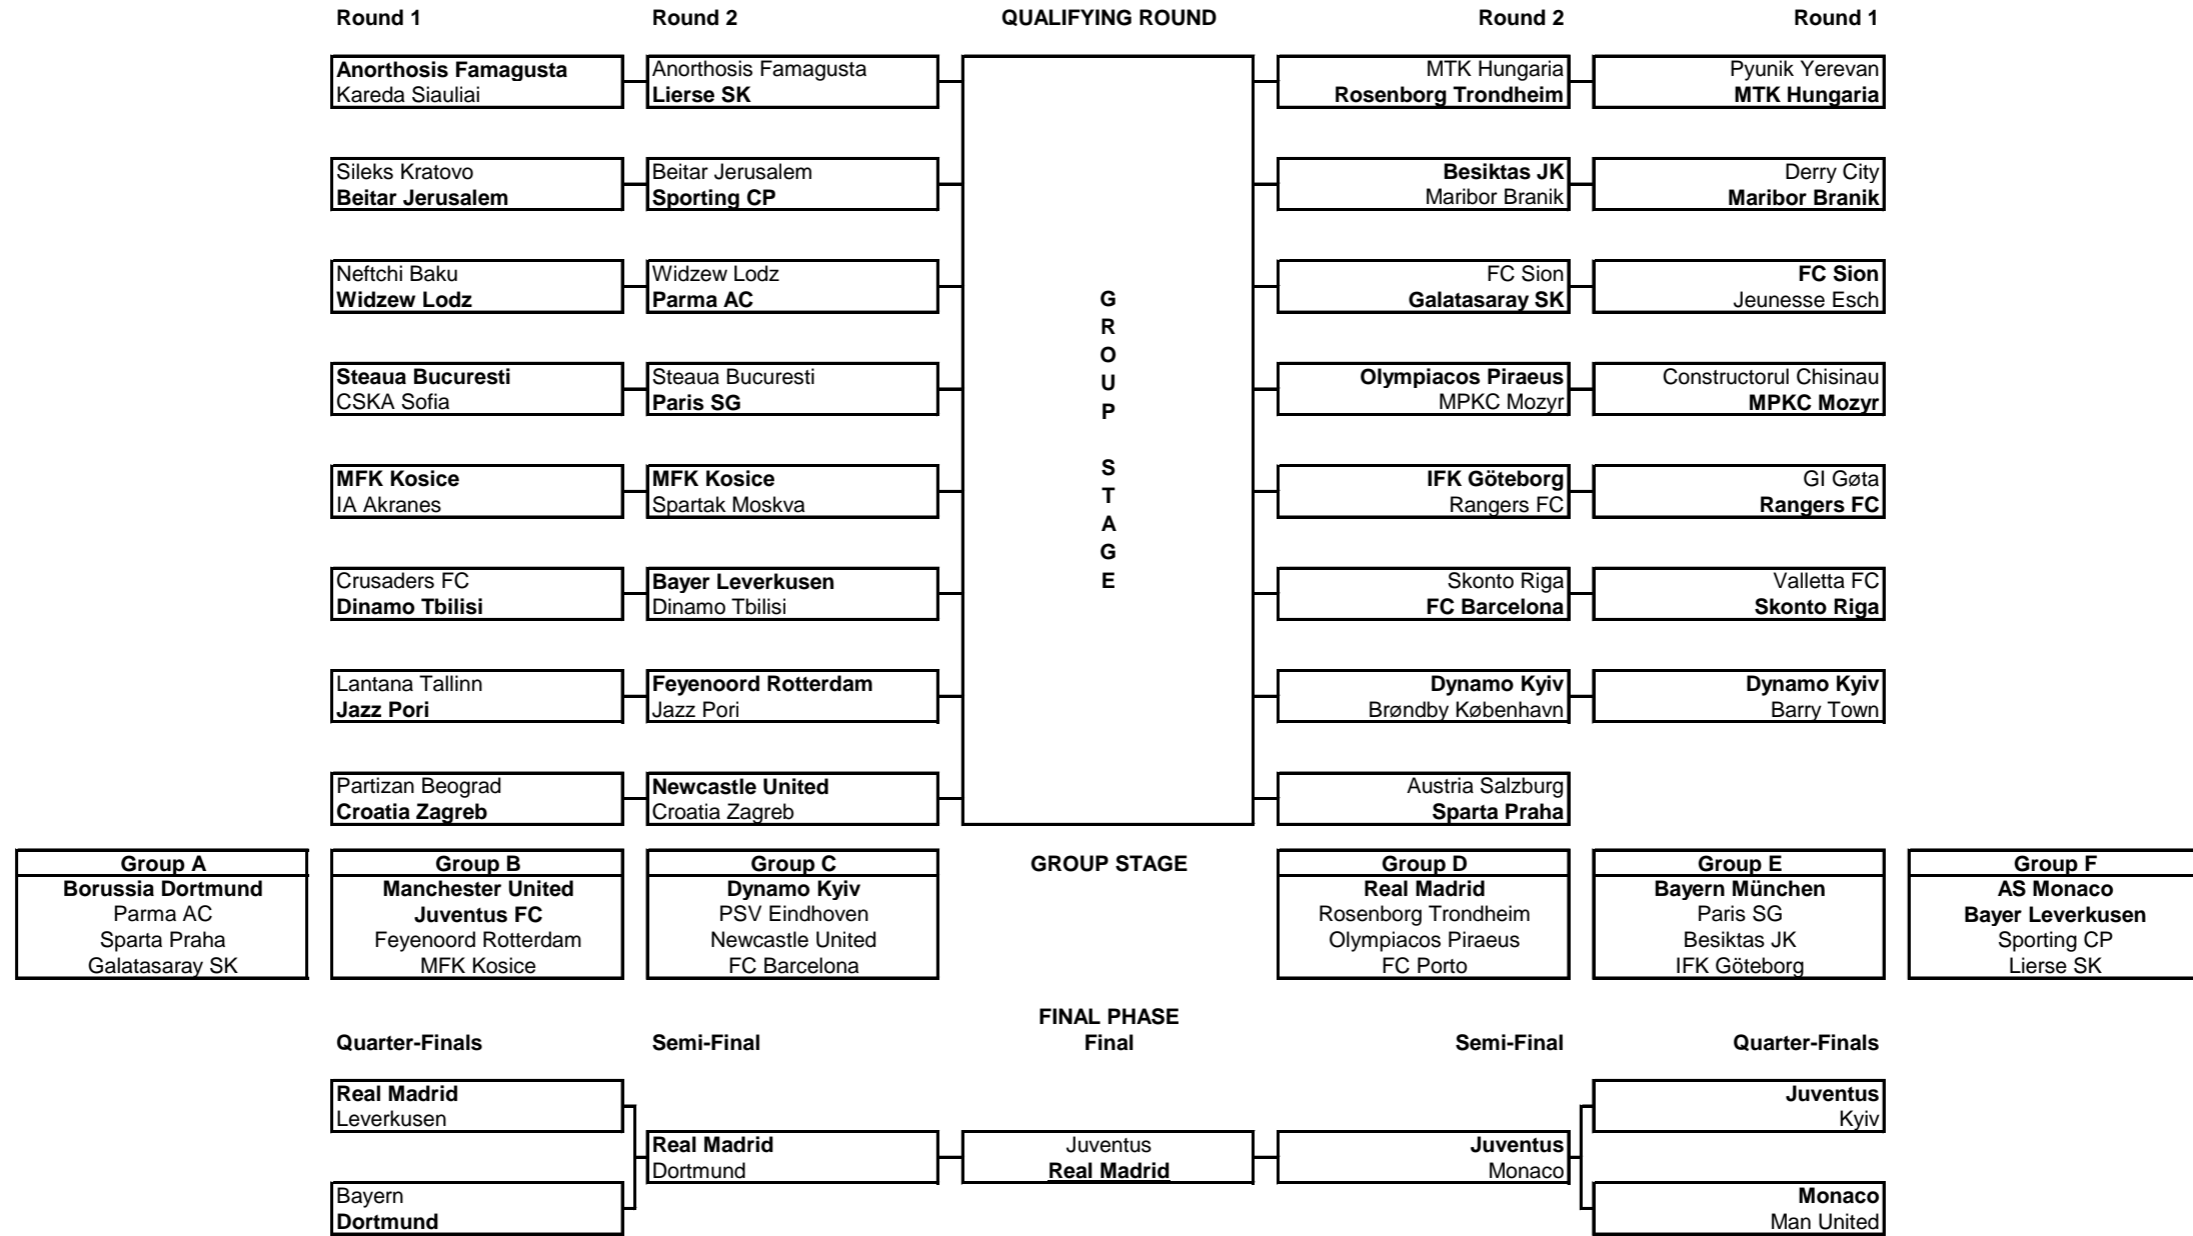 Round 1 Round 2 QUALIFYING ROUND Round 2 Round 1
Anorthosis Famagusta Anorthosis Famagusta MTK Hungaria Pyunik Yerevan
Kareda Siauliai Lierse SK Rosenborg Trondheim MTK Hungaria
Sileks Kratovo Beitar Jerusalem Besiktas JK Derry City
Beitar Jerusalem Sporting CP Maribor Branik Maribor Branik
Neftchi Baku Widzew Lodz FC Sion FC Sion
Widzew Lodz Parma AC G Galatasaray SK Jeunesse Esch
R
O
Steaua Bucuresti Steaua Bucuresti U Olympiacos Piraeus Constructorul Chisinau
CSKA Sofia Paris SG P MPKC Mozyr MPKC Mozyr
S
MFK Kosice MFK Kosice T IFK Göteborg GI Gøta
IA Akranes Spartak Moskva A Rangers FC Rangers FC
G
Crusaders FC Bayer Leverkusen E Skonto Riga Valletta FC
Dinamo Tbilisi Dinamo Tbilisi FC Barcelona Skonto Riga
Lantana Tallinn Feyenoord Rotterdam Dynamo Kyiv Dynamo Kyiv
Jazz Pori Jazz Pori Brøndby København Barry Town
Partizan Beograd Newcastle United Austria Salzburg
Croatia Zagreb Croatia Zagreb Sparta Praha
Group A Group B Group C GROUP STAGE Group D Group E Group F
Borussia Dortmund Manchester United Dynamo Kyiv Real Madrid Bayern München AS Monaco
Parma AC Juventus FC PSV Eindhoven Rosenborg Trondheim Paris SG Bayer Leverkusen
Sparta Praha Feyenoord Rotterdam Newcastle United Olympiacos Piraeus Besiktas JK Sporting CP
Galatasaray SK MFK Kosice FC Barcelona FC Porto IFK Göteborg Lierse SK
FINAL PHASE
Quarter-Finals Semi-Final Final Semi-Final Quarter-Finals
Real Madrid Juventus
Leverkusen Kyiv
Real Madrid Juventus Juventus
Dortmund Real Madrid Monaco
Bayern Monaco
Dortmund Man United